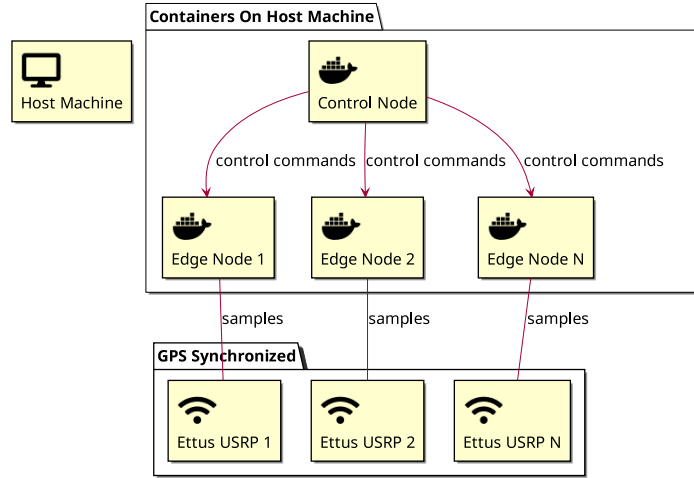 Containers On Host Machine
Host Machine
Control Node
control commands
control commands
control commands
Edge Node 1
Edge Node 2
Edge Node N
samples
samples
samples
GPS Synchronized
Ettus USRP 1
Ettus USRP 2
Ettus USRP N